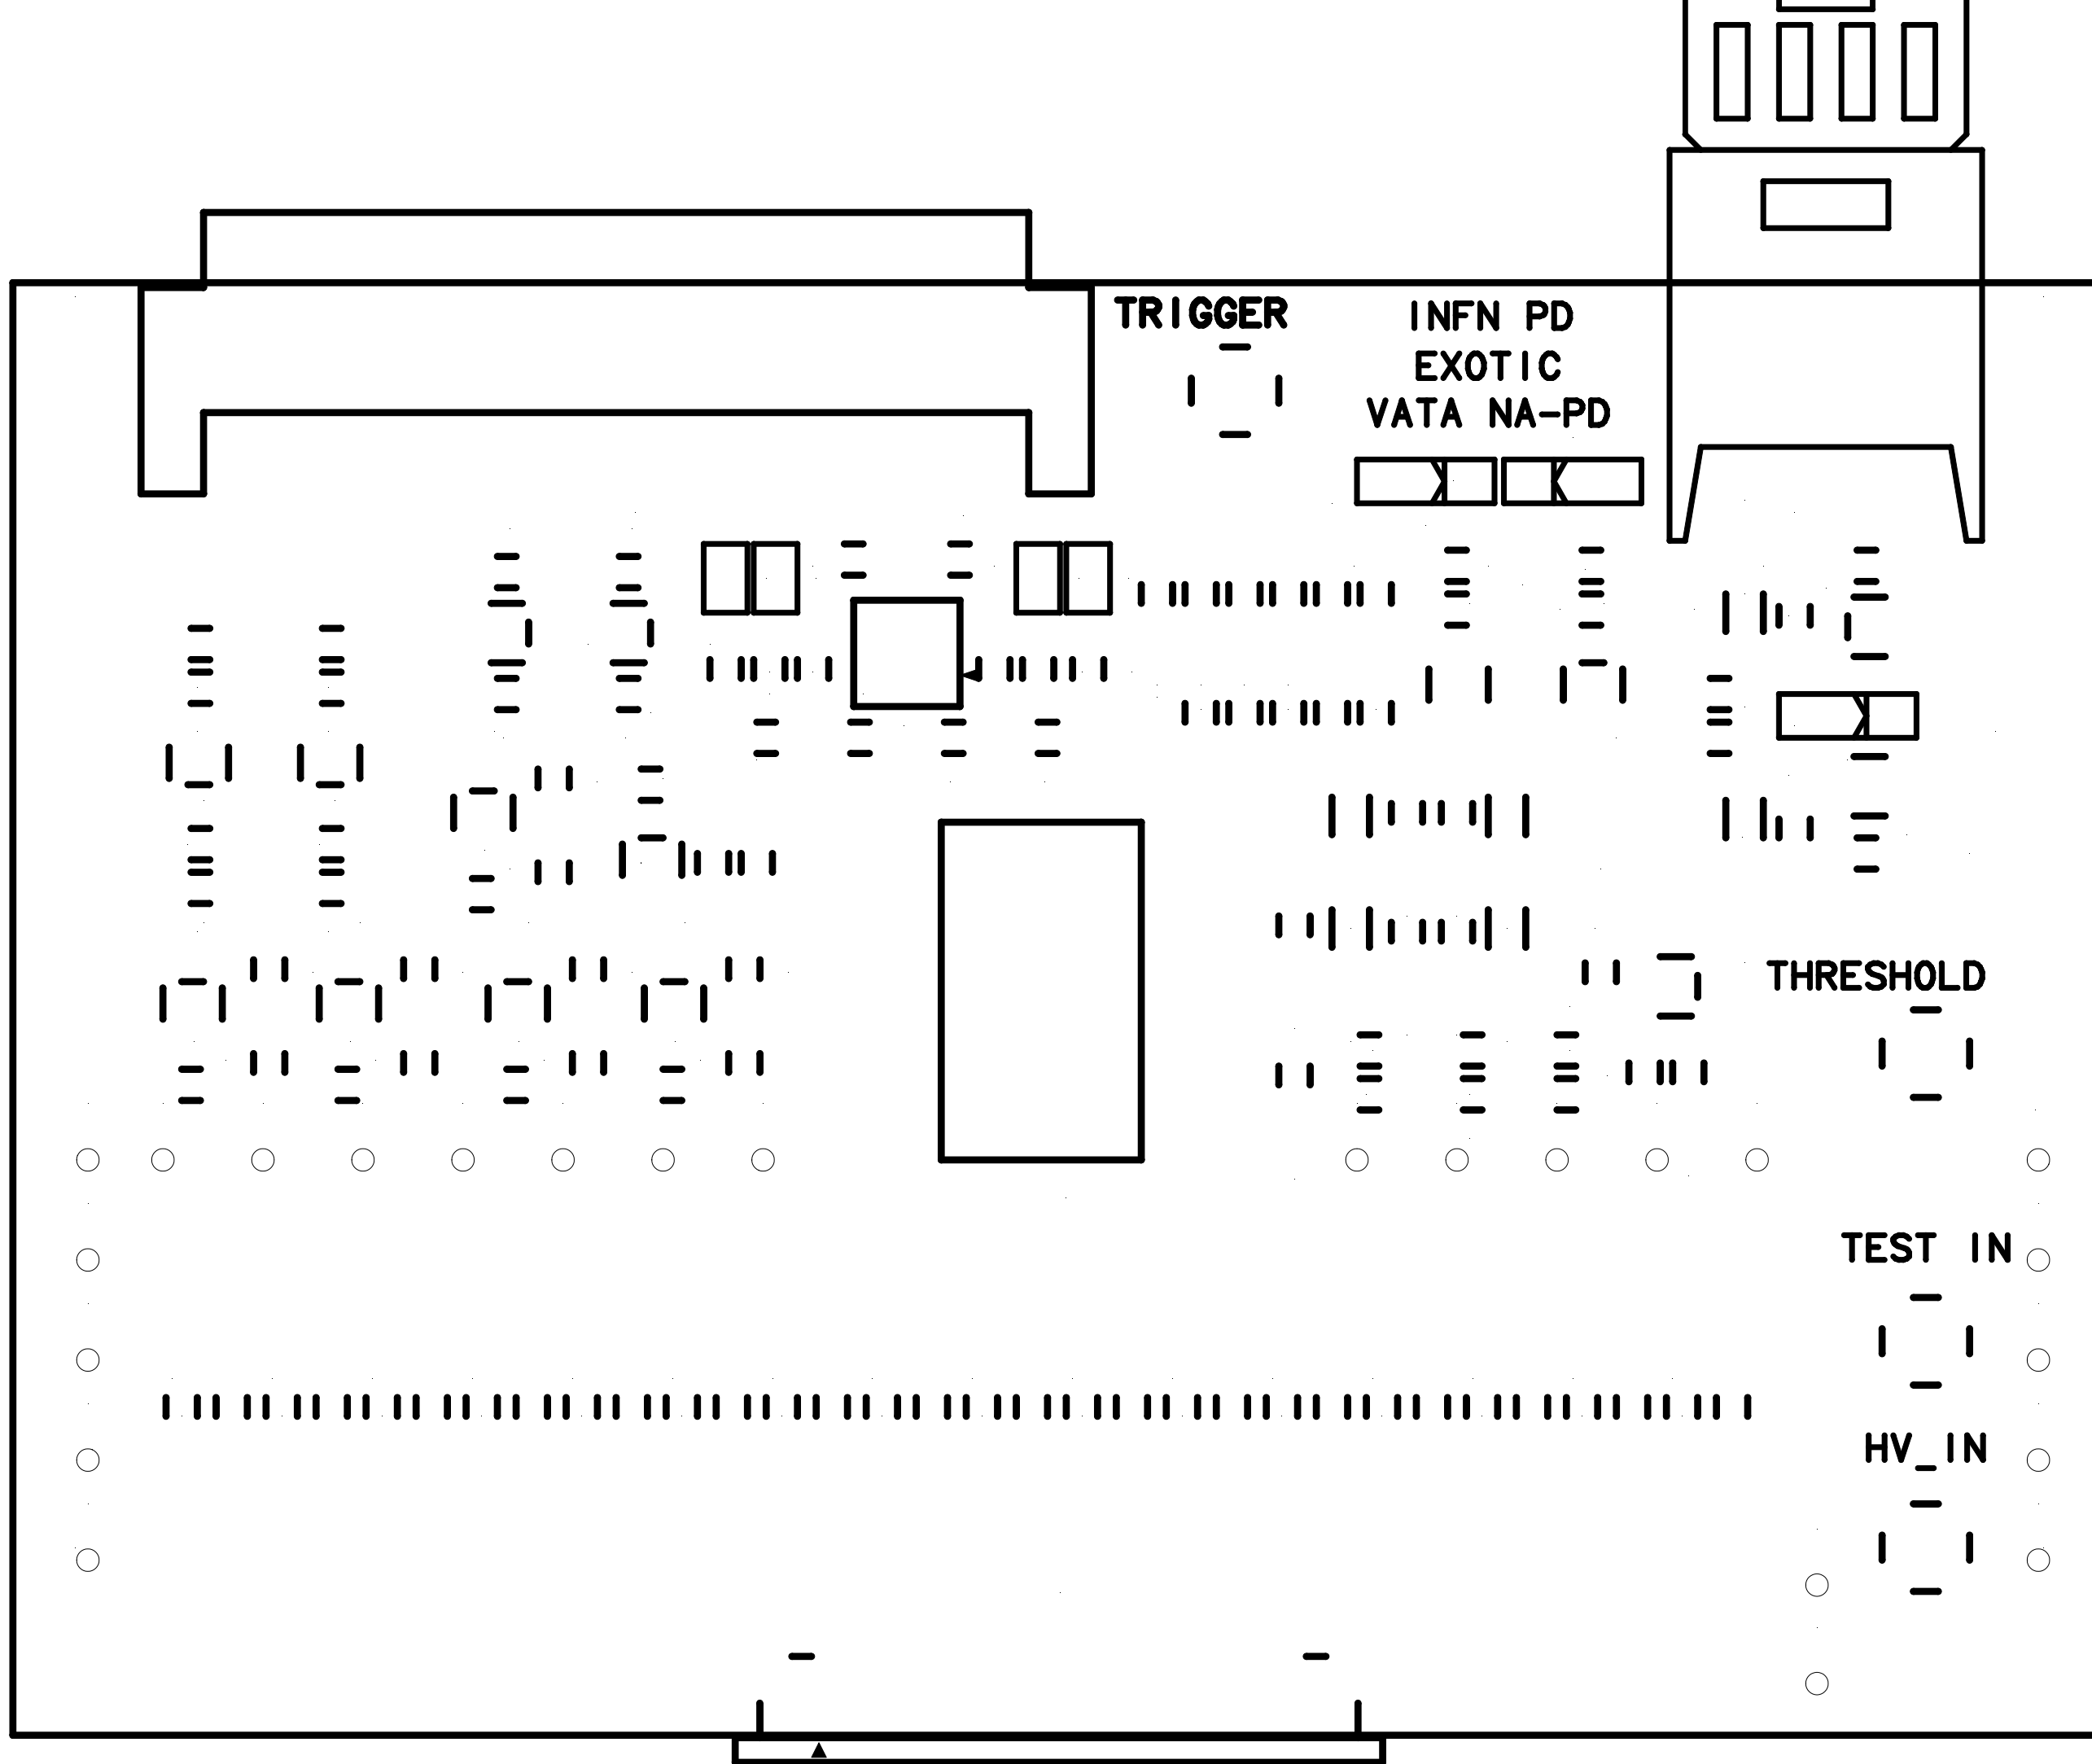 TRIGGER
INFN PD
EXOTIC
VATA NA-PD
THRESHOLD
TEST IN
HV_IN